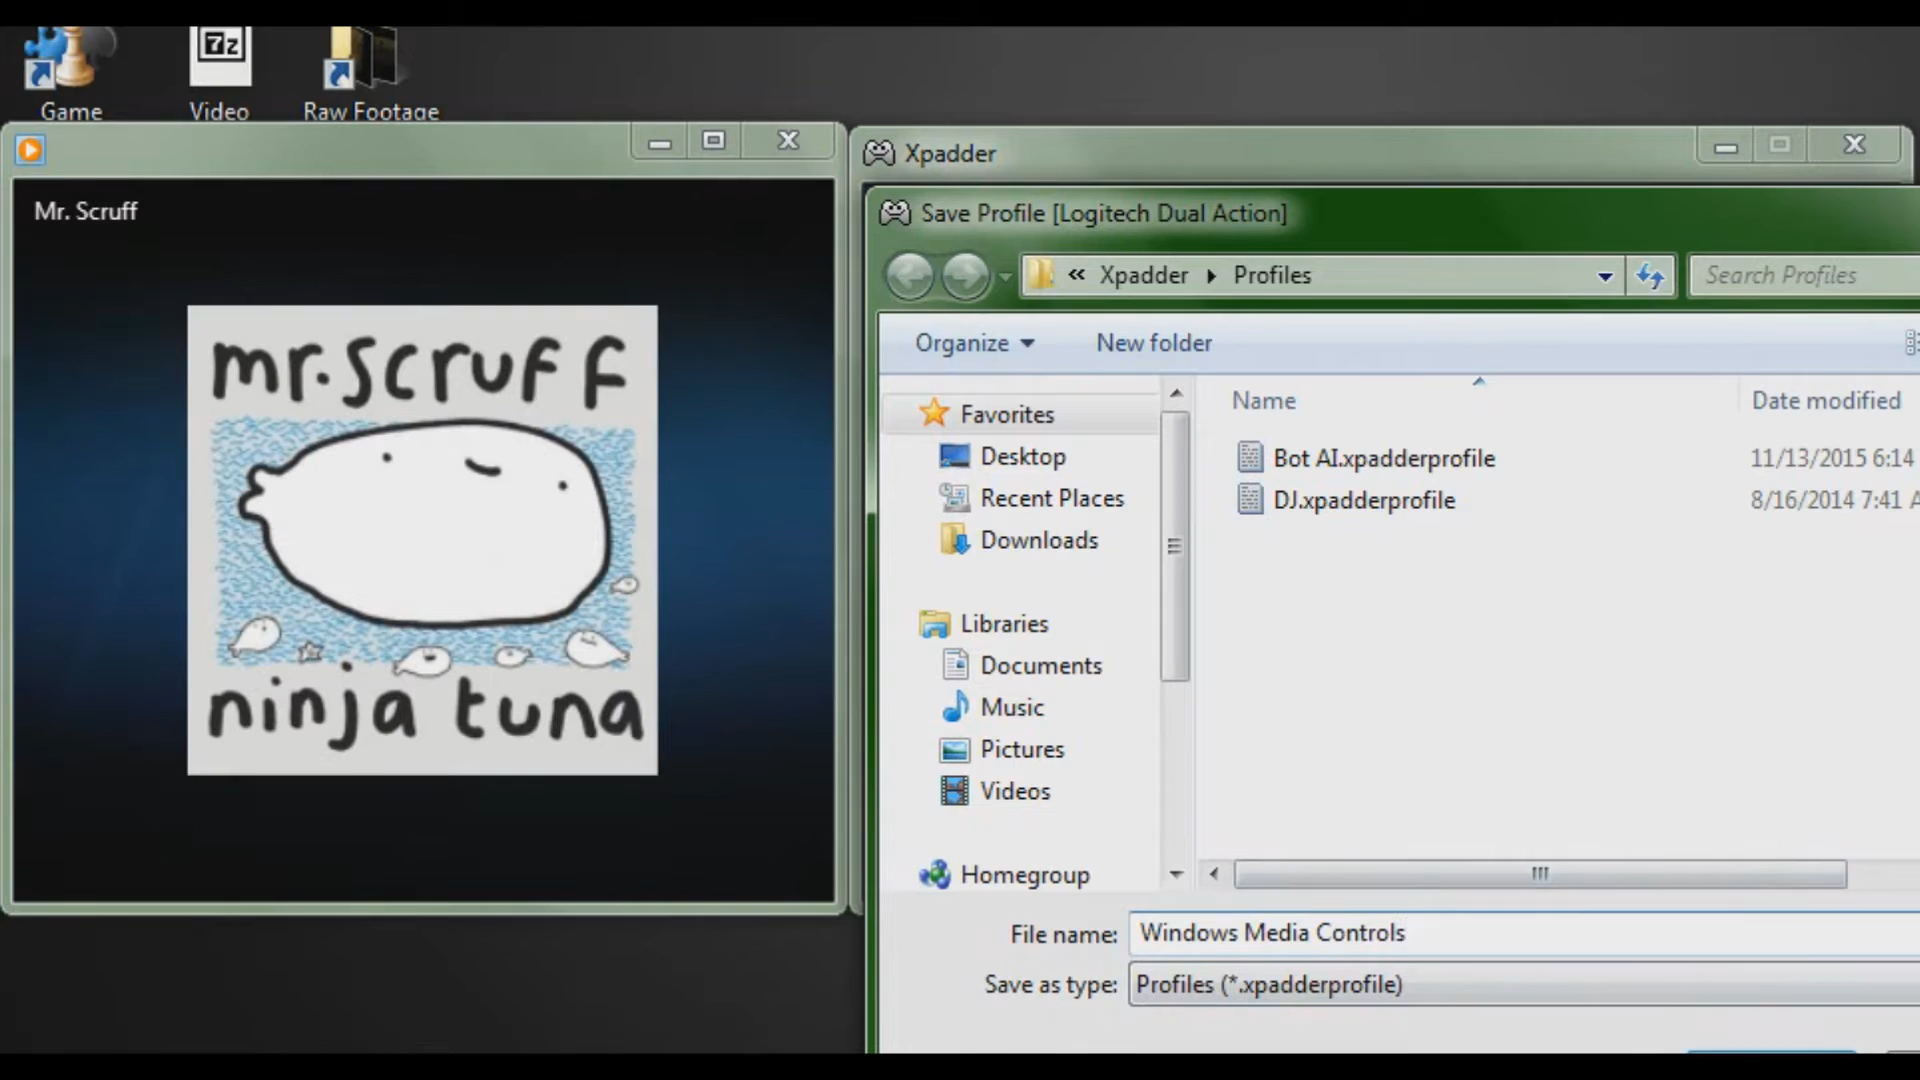 Game
Video
Raw Footage
Mr. Scruff
mr.scruff
ninja tuna
Xpadder
Save Profile [Logitech Dual Action]
« Xpadder ▸ Profiles
Search Profiles
Organize
New folder
Favorites
Desktop
Recent Places
Downloads
Libraries
Documents
Music
Pictures
Videos
Homegroup
Name
Date modified
Bot AI.xpadderprofile
11/13/2015 6:14
DJ.xpadderprofile
8/16/2014 7:41 A
File name: Windows Media Controls
Save as type: Profiles (*.xpadderprofile)